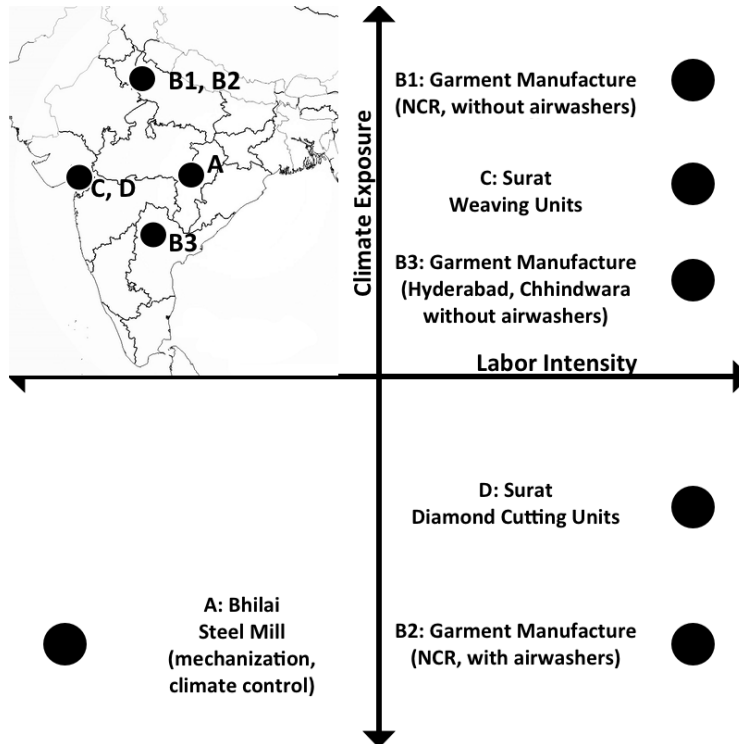 B1, B2
A
C, D
B3
Climate Exposure
B1: Garment Manufacture
(NCR, without airwashers)
C: Surat
Weaving Units
B3: Garment Manufacture
(Hyderabad, Chhindwara
without airwashers)
Labor Intensity
D: Surat
Diamond Cutting Units
A: Bhilai
Steel Mill
(mechanization,
climate control)
B2: Garment Manufacture
(NCR, with airwashers)